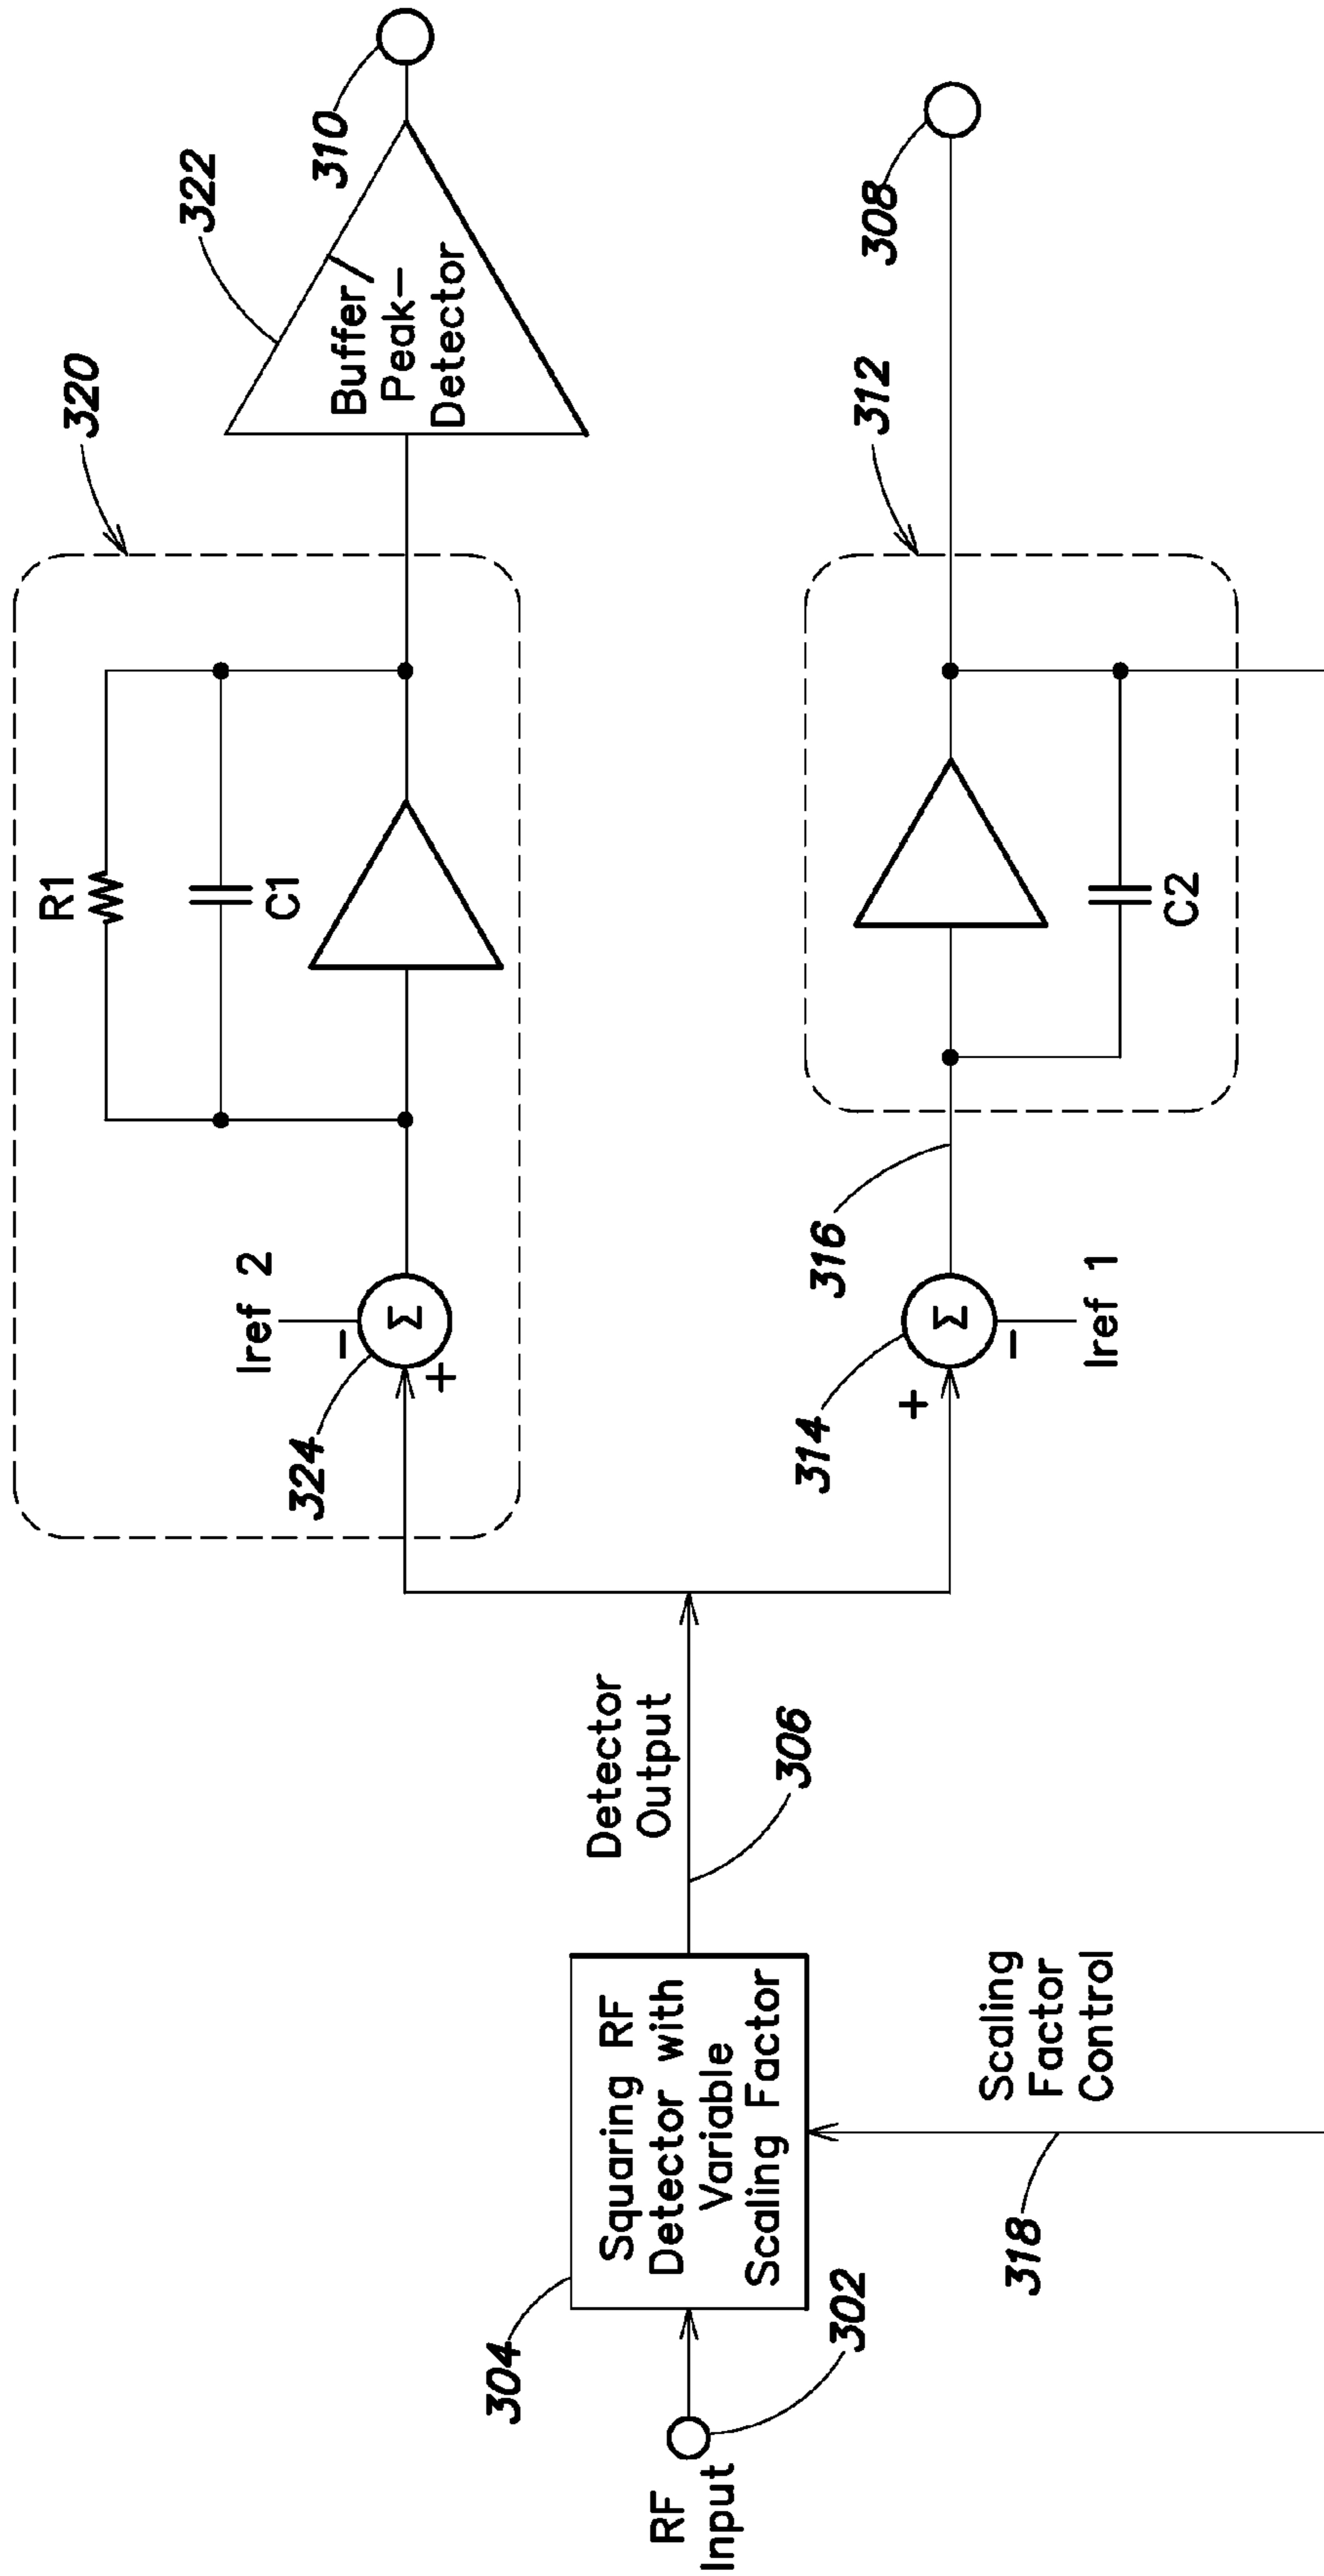 RF
Input
302
304
Squaring RF
Detector with
Variable
Scaling Factor
318
Scaling
Factor
Control
306
Detector
Output
320
324
Iref 2
−
+
Σ
R1
C1
322
Buffer/
Peak–
Detector
310
314
+
−
Σ
Iref 1
316
312
C2
308